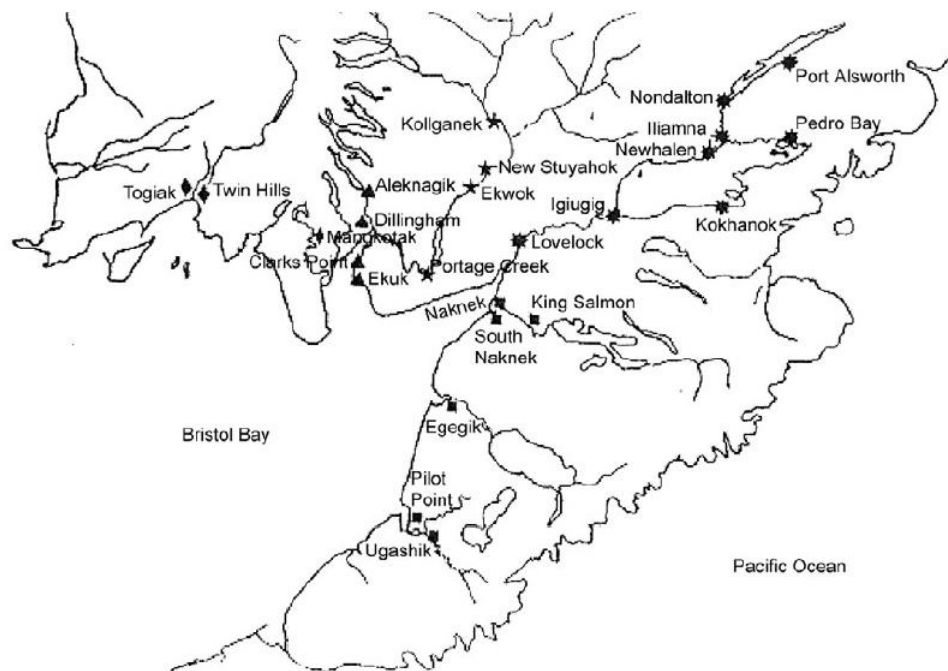 Port Alsworth
Nondalton
Kollganek
Iliamna
Pedro Bay
Newhalen
New Stuyahok
Togiak
Twin Hills
Aleknagik
Ekwok
Igiugig
Dillingham
Kokhanok
Manokotak
Lovelock
Clarks Point
Portage Creek
Ekuk
Naknek
King Salmon
South
Naknek
Egegik
Bristol Bay
Pilot
Point
Ugashik
Pacific Ocean